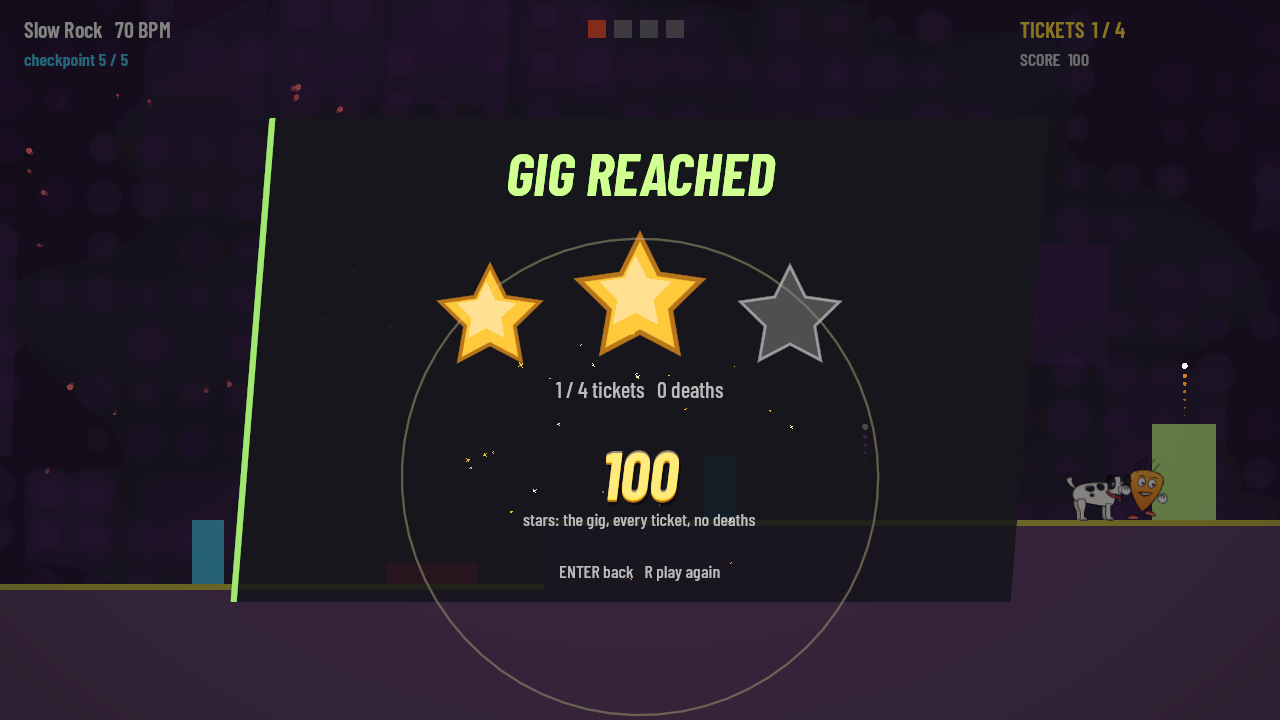 Slow Rock 70 BPM
TICKETS 1 / 4
checkpoint 5 / 5
SCORE 100
GIG REACHED
1 / 4 tickets 0 deaths
100
stars: the gig, every ticket, no deaths
ENTER back R play again